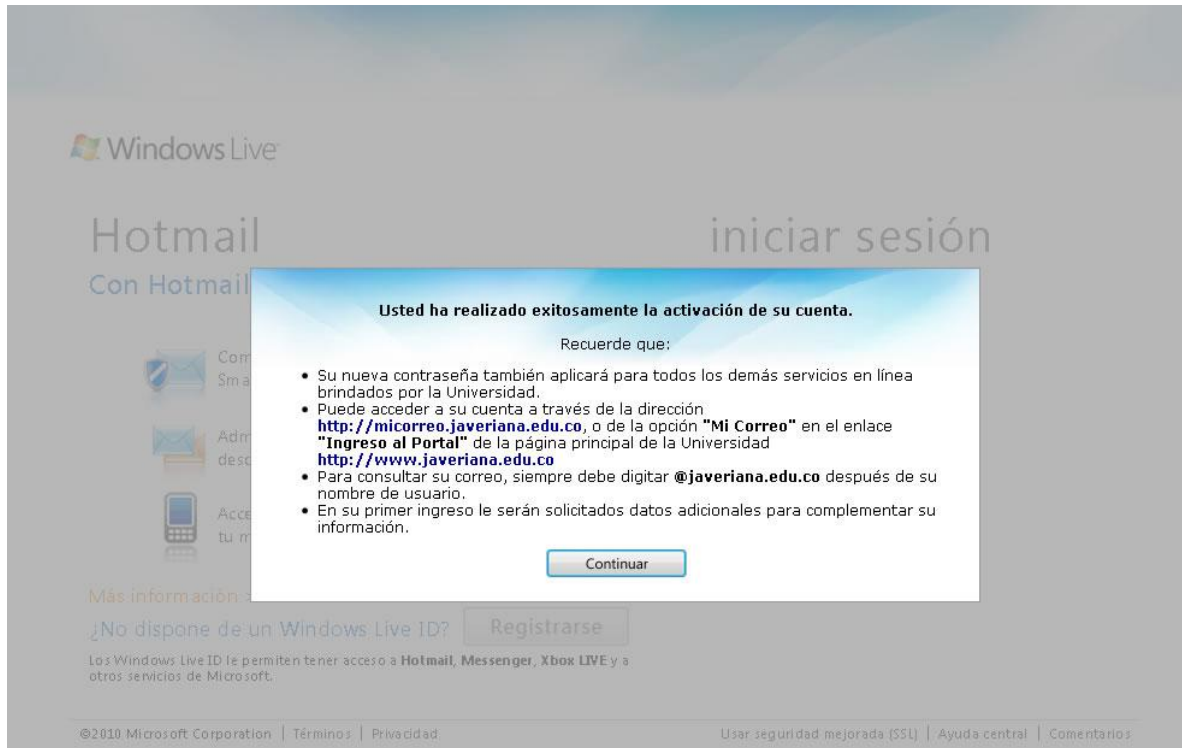 Windows Live
Hotmail
iniciar sesión
Con Hotmail
Usted ha realizado exitosamente la activación de su cuenta.
Recuerde que:
• Su nueva contraseña también aplicará para todos los demás servicios en línea
brindados por la Universidad.
• Puede acceder a su cuenta a través de la dirección
http://micorreo.javeriana.edu.co, o de la opción "Mi Correo" en el enlace
"Ingreso al Portal" de la página principal de la Universidad
http://www.javeriana.edu.co
• Para consultar su correo, siempre debe digitar @javeriana.edu.co después de su
nombre de usuario.
• En su primer ingreso le serán solicitados datos adicionales para complementar su
información.
Continuar
Más información
¿No dispone de un Windows Live ID? Registrarse
Los Windows Live ID le permiten tener acceso a Hotmail, Messenger, Xbox LIVE y a
otros servicios de Microsoft.
©2010 Microsoft Corporation | Términos | Privacidad
Usar seguridad mejorada (SSL) | Ayuda central | Comentarios